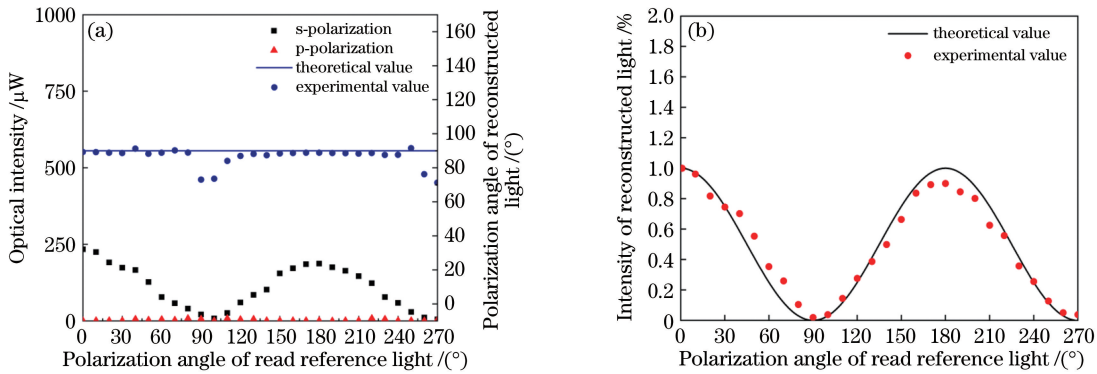 (a)
s-polarization
p-polarization
theoretical value
experimental value
1000
750
500
250
0
Optical intensity /μW
160
140
120
100
80
60
40
20
0
Polarization angle of reconstructed
light /(°)
0 30 60 90 120 150 180 210 240 270
Polarization angle of read reference light /(°)
(b)
theoretical value
experimental value
2.0
1.8
1.6
1.4
1.2
1.0
0.8
0.6
0.4
0.2
0
Intensity of reconstructed light /%
0 30 60 90 120 150 180 210 240 270
Polarization angle of read reference light /(°)